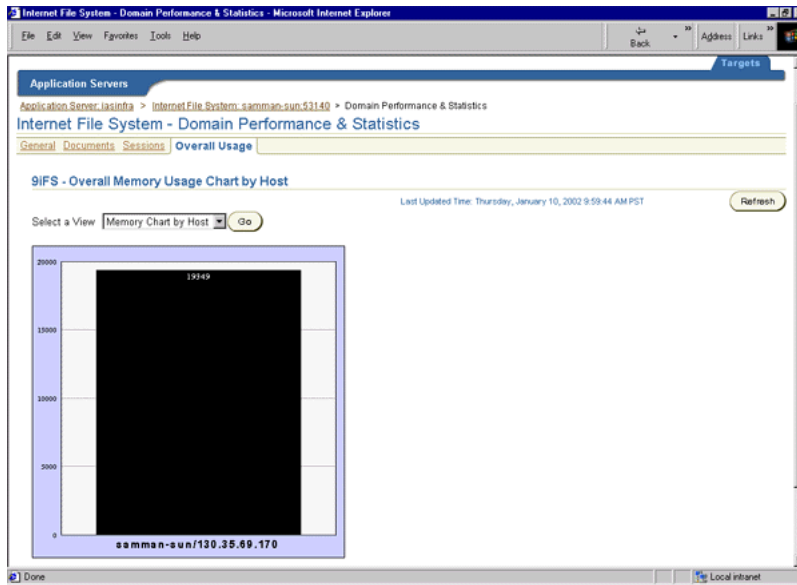 Internet File System - Domain Performance & Statistics - Microsoft Internet Explorer
File Edit View Favorites Tools Help
Back
»
Address Links »
Targets
Application Servers
Application Server: iasinfra > Internet File System: samman-sun:53140 > Domain Performance & Statistics
Internet File System - Domain Performance & Statistics
General Documents Sessions Overall Usage
9iFS - Overall Memory Usage Chart by Host
Last Updated Time: Thursday, January 10, 2002 9:59:44 AM PST
Refresh
Select a View Memory Chart by Host Go
20000
19349
15000
10000
5000
0
samman-sun/130.35.69.170
Done
Local intranet